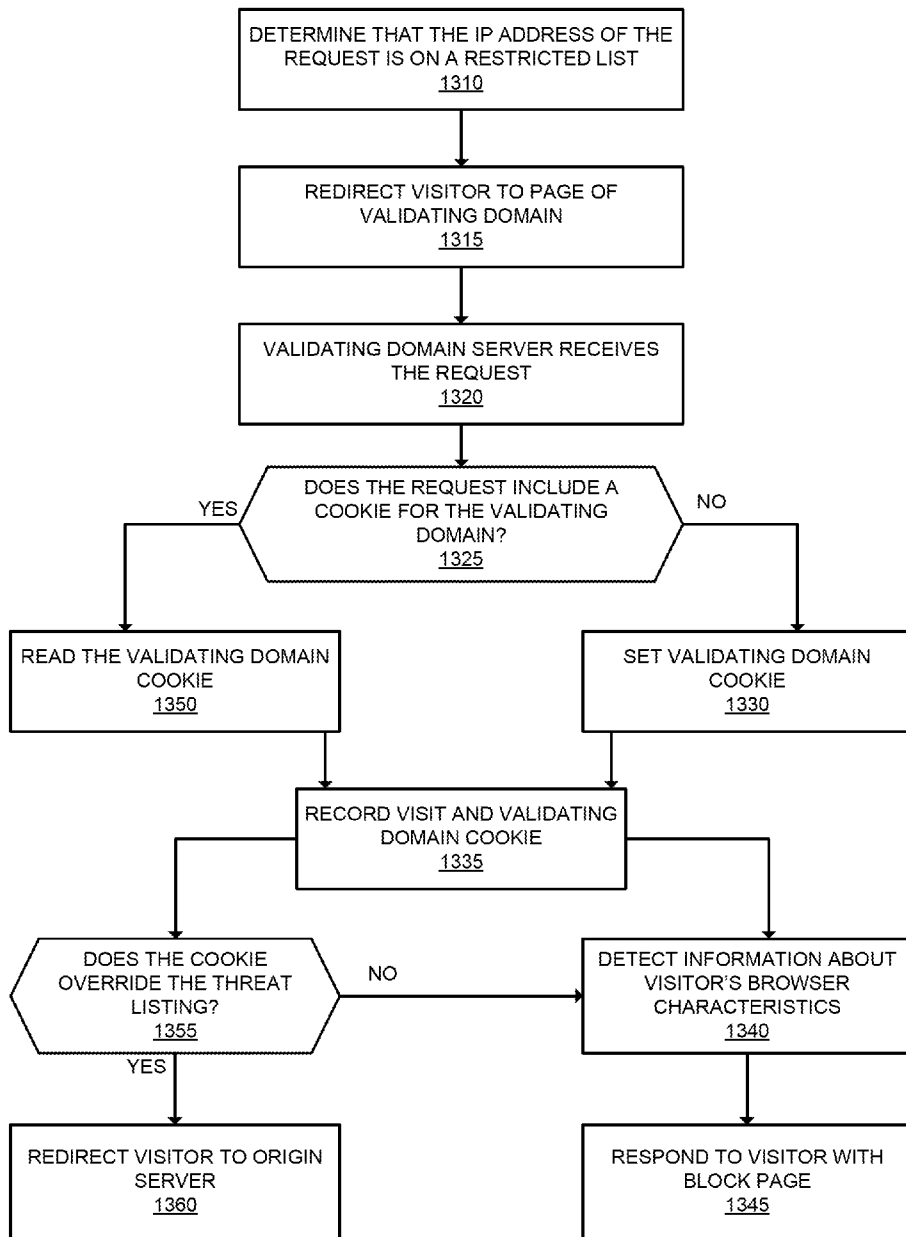 DETERMINE THAT THE IP ADDRESS OF THE
REQUEST IS ON A RESTRICTED LIST
1310
REDIRECT VISITOR TO PAGE OF
VALIDATING DOMAIN
1315
VALIDATING DOMAIN SERVER RECEIVES
THE REQUEST
1320
DOES THE REQUEST INCLUDE A
COOKIE FOR THE VALIDATING
DOMAIN?
1325
YES
NO
READ THE VALIDATING DOMAIN
COOKIE
1350
SET VALIDATING DOMAIN
COOKIE
1330
RECORD VISIT AND VALIDATING
DOMAIN COOKIE
1335
DOES THE COOKIE
OVERRIDE THE THREAT
LISTING?
1355
NO
YES
DETECT INFORMATION ABOUT
VISITOR'S BROWSER
CHARACTERISTICS
1340
REDIRECT VISITOR TO ORIGIN
SERVER
1360
RESPOND TO VISITOR WITH
BLOCK PAGE
1345